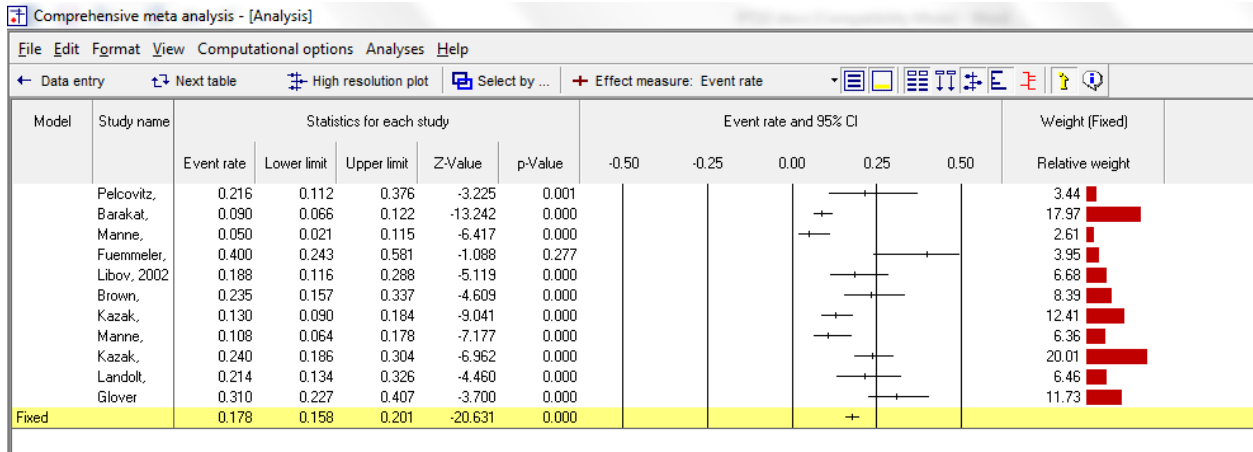 Comprehensive meta analysis - [Analysis]
File Edit Format View Computational options Analyses Help
← Data entry Next table High resolution plot Select by ... Effect measure: Event rate
Model Study name Statistics for each study Event rate and 95% CI Weight (Fixed)
Event rate Lower limit Upper limit Z-Value p-Value -0.50 -0.25 0.00 0.25 0.50 Relative weight
Pelcovitz, 0.216 0.112 0.376 -3.225 0.001 3.44
Barakat, 0.090 0.066 0.122 -13.242 0.000 17.97
Manne, 0.050 0.021 0.115 -6.417 0.000 2.61
Fuemmeler, 0.400 0.243 0.581 -1.088 0.277 3.95
Libov, 2002 0.188 0.116 0.288 -5.119 0.000 6.68
Brown, 0.235 0.157 0.337 -4.609 0.000 8.39
Kazak, 0.130 0.090 0.184 -9.041 0.000 12.41
Manne, 0.108 0.064 0.178 -7.177 0.000 6.36
Kazak, 0.240 0.186 0.304 -6.962 0.000 20.01
Landolt, 0.214 0.134 0.326 -4.460 0.000 6.46
Glover 0.310 0.227 0.407 -3.700 0.000 11.73
Fixed 0.178 0.158 0.201 -20.631 0.000